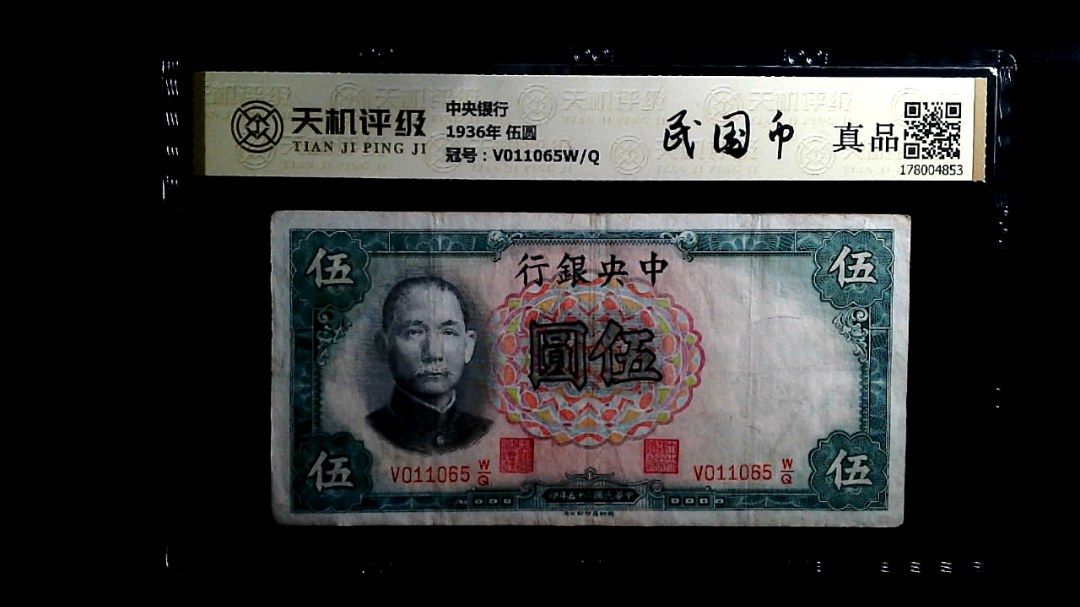 天机评级
TIAN JI PING JI
中央银行
1936年 伍圆
冠号：V011065W/Q
民国币
真品
178004853
伍
行銀央中
伍
圓伍
伍
V011065 W/Q
V011065 W/Q
伍